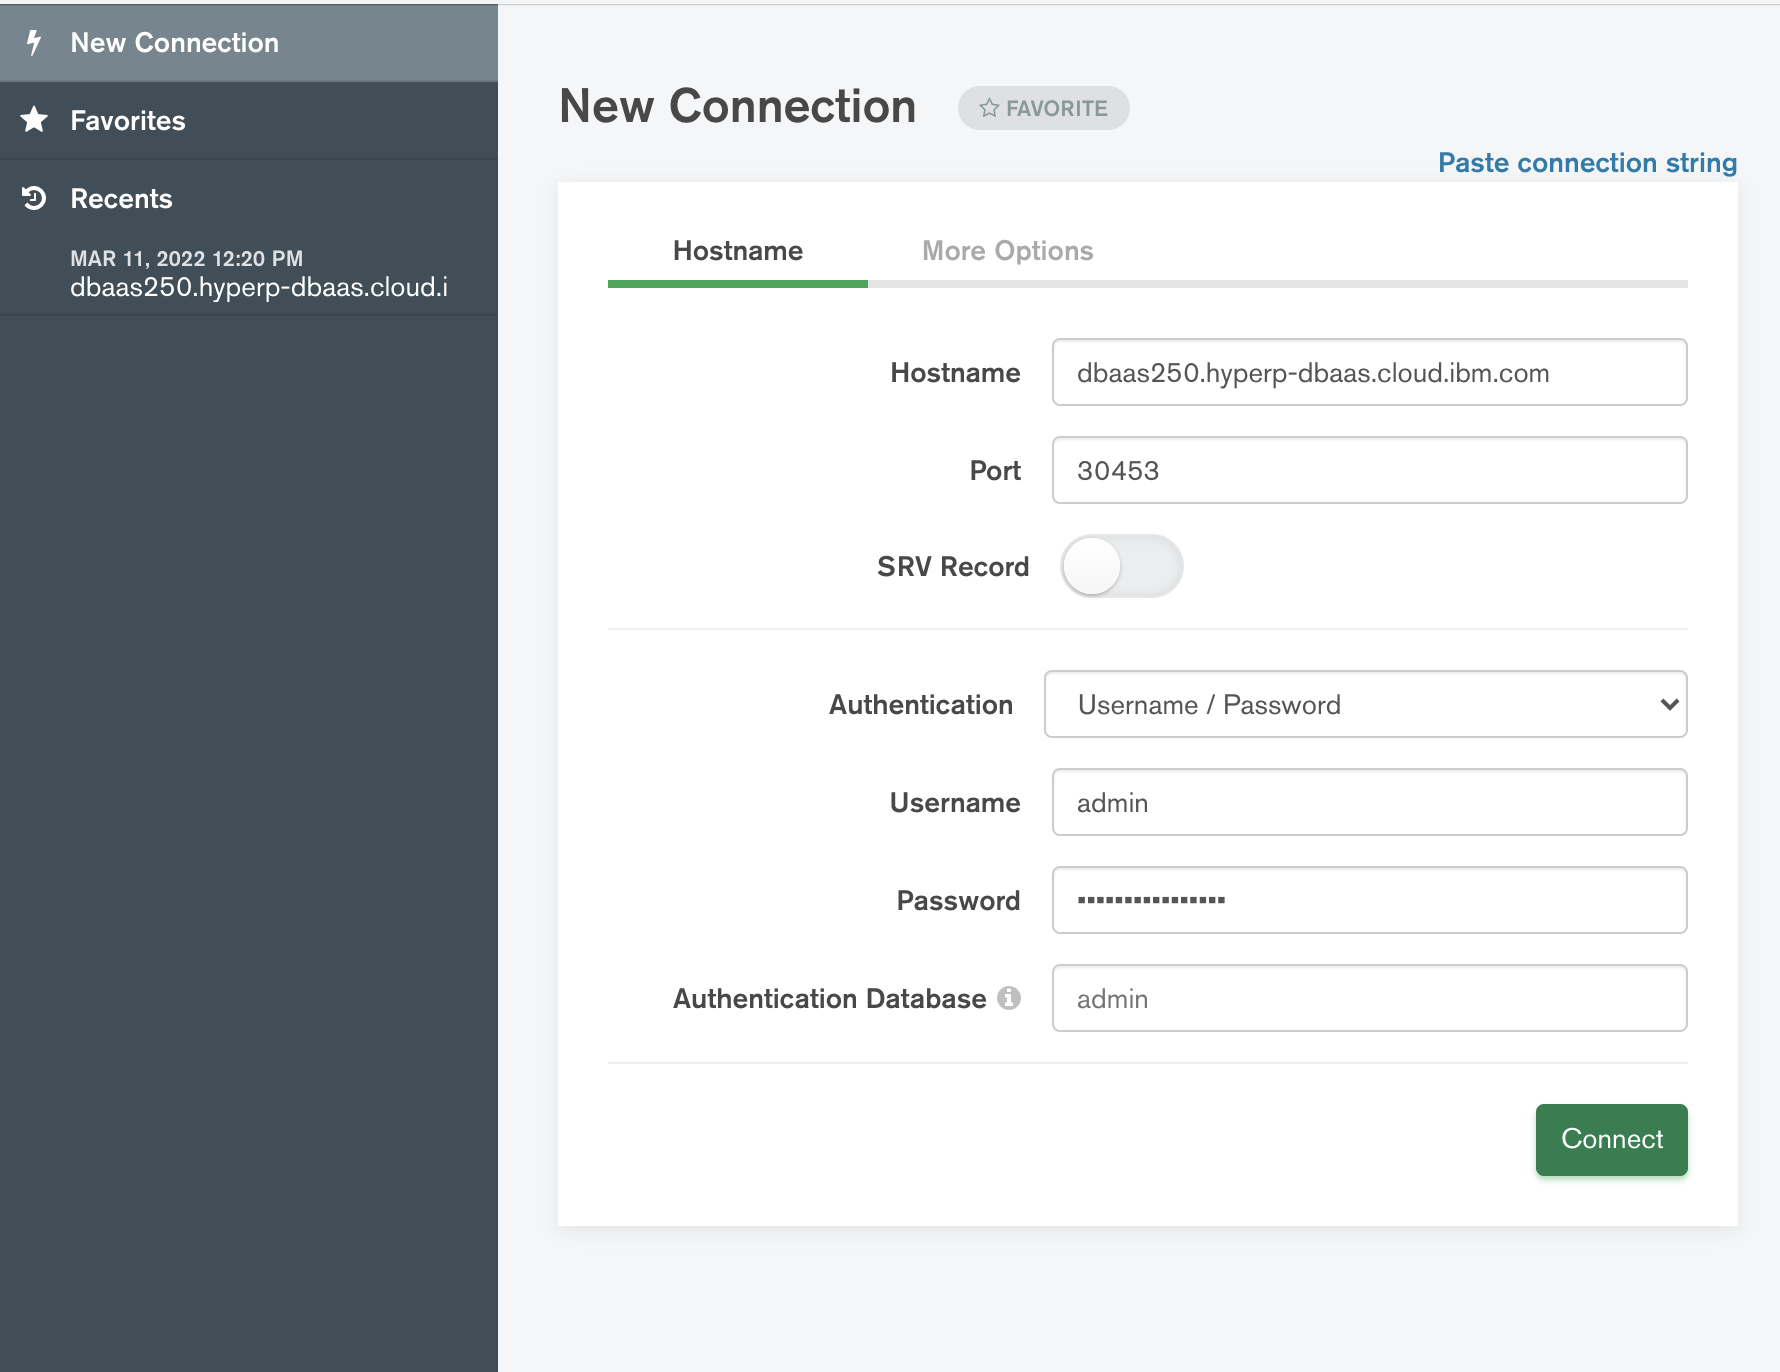 New Connection
Favorites
Recents
MAR 11, 2022 12:20 PM
dbaas250.hyperp-dbaas.cloud.i
New Connection
FAVORITE
Paste connection string
Hostname
More Options
Hostname
dbaas250.hyperp-dbaas.cloud.ibm.com
Port
30453
SRV Record
Authentication
Username / Password
Username
admin
Password
Authentication Database
admin
Connect